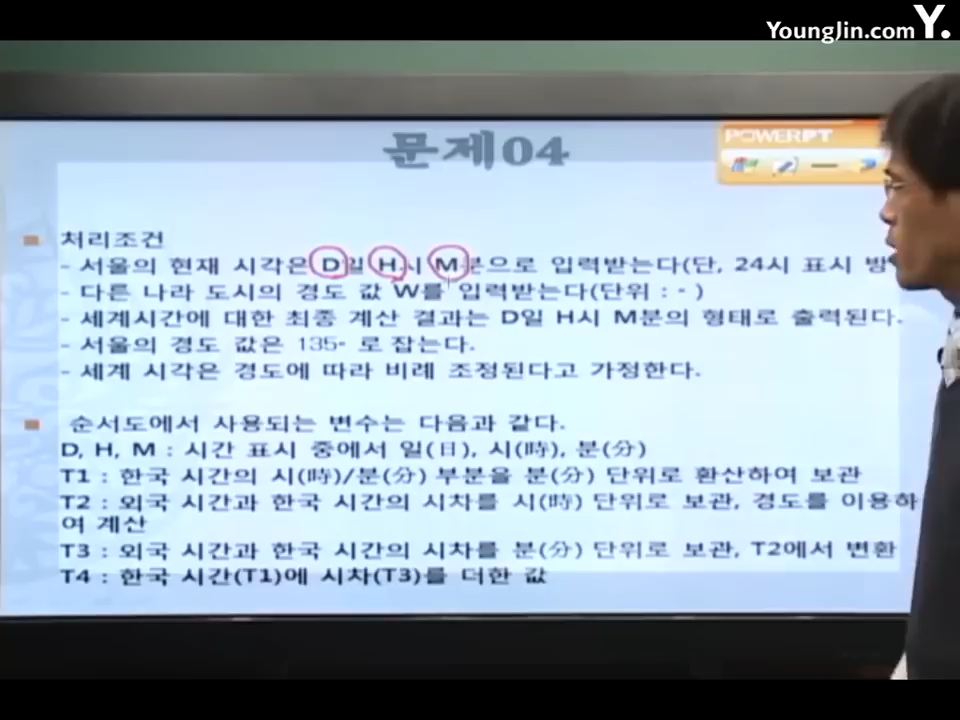 YoungJin.com Y.
문제04
POWERPT
처리조건
- 서울의 현재 시각은 D일 H시 M분으로 입력받는다(단, 24시 표시 방
- 다른 나라 도시의 경도 값 W를 입력받는다(단위 : ° )
- 세계시간에 대한 최종 계산 결과는 D일 H시 M분의 형태로 출력된다.
- 서울의 경도 값은 135° 로 잡는다.
- 세계 시각은 경도에 따라 비례 조정된다고 가정한다.
순서도에서 사용되는 변수는 다음과 같다.
D, H, M : 시간 표시 중에서 일(日), 시(時), 분(分)
T1 : 한국 시간의 시(時)/분(分) 부분을 분(分) 단위로 환산하여 보관
T2 : 외국 시간과 한국 시간의 시차를 시(時) 단위로 보관, 경도를 이용하
여 계산
T3 : 외국 시간과 한국 시간의 시차를 분(分) 단위로 보관, T2에서 변환
T4 : 한국 시간(T1)에 시차(T3)를 더한 값